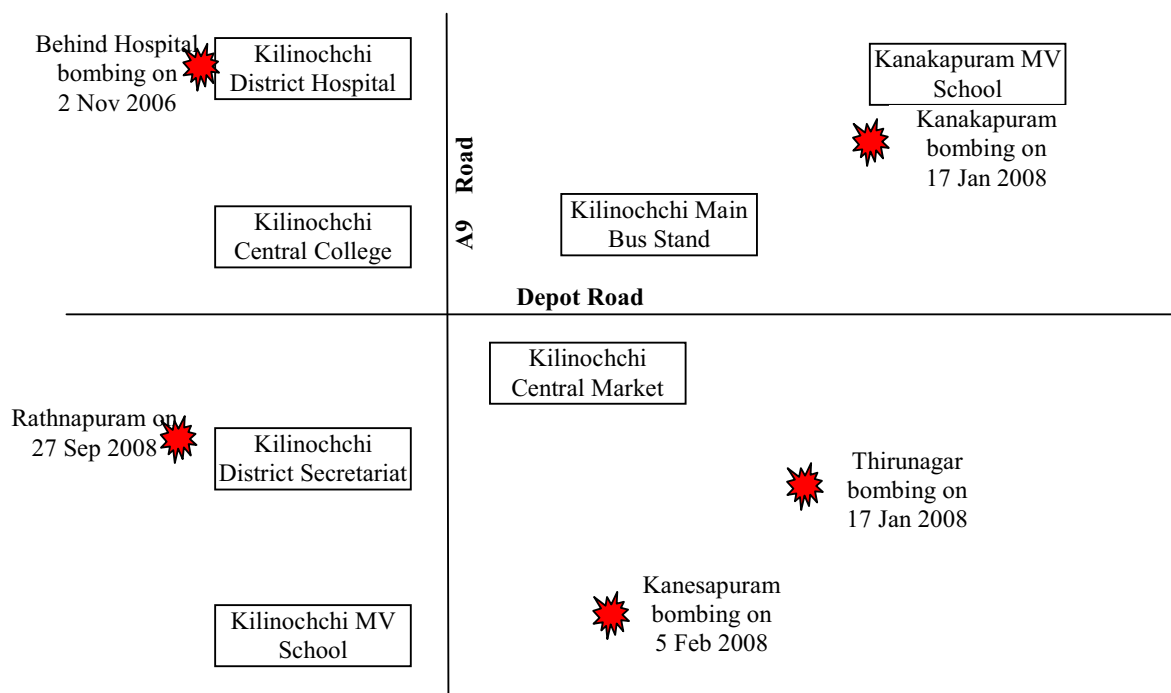 Behind Hospital
bombing on
2 Nov 2006
Kilinochchi
District Hospital
Kanakapuram MV
School
Kanakapuram
bombing on
17 Jan 2008
Kilinochchi
Central College
A9 Road
Kilinochchi Main
Bus Stand
Depot Road
Kilinochchi
Central Market
Rathnapuram on
27 Sep 2008
Kilinochchi
District Secretariat
Thirunagar
bombing on
17 Jan 2008
Kilinochchi MV
School
Kanesapuram
bombing on
5 Feb 2008